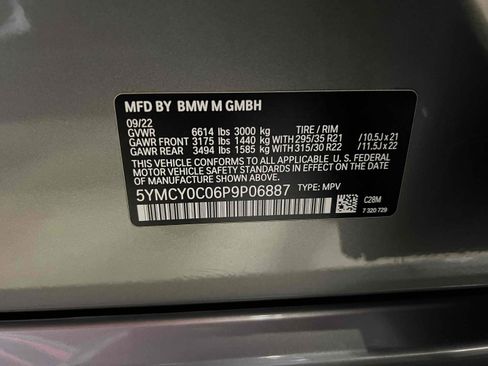 MFD BY BMW M GMBH
09/22
GVWR 6614 lbs 3000 kg TIRE / RIM
GAWR FRONT 3175 lbs 1440 kg WITH 295/35 R21 /10.5J x 21
GAWR REAR 3494 lbs 1585 kg WITH 315/30 R22 /11.5J x 22
THIS VEHICLE CONFORMS TO ALL APPLICABLE U. S. FEDERAL
MOTOR VEHICLE SAFETY STANDARDS IN EFFECT ON THE DATE OF
MANUFACTURE SHOWN ABOVE.
5YMCY0C06P9P06887 TYPE: MPV
C28M
7 320 729